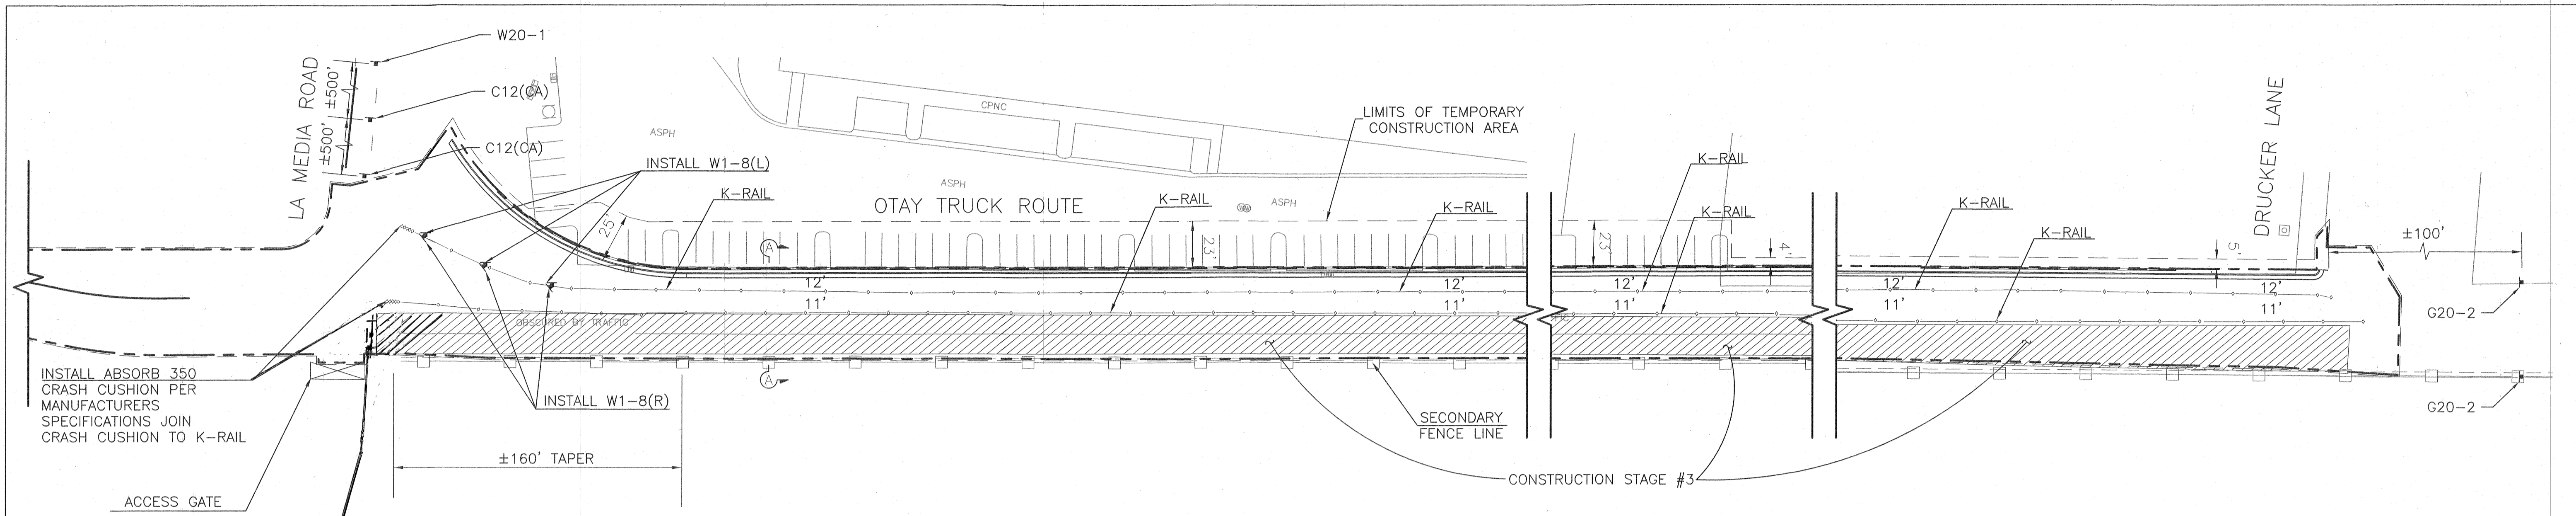 W20-1
LA MEDIA ROAD
±500'
±500'
C12(CA)
C12(CA)
ASPH
CPNC
LIMITS OF TEMPORARY
CONSTRUCTION AREA
INSTALL W1-8(L)
K-RAIL
ASPH
OTAY TRUCK ROUTE
ASPH
K-RAIL
K-RAIL
K-RAIL
K-RAIL
K-RAIL
K-RAIL
DRUCKER LANE
±100'
25'
A
23'
23'
4'
5'
12'
11'
12'
11'
12'
11'
12'
11'
12'
11'
G20-2
OBSCURED BY TRAFFIC
A
INSTALL ABSORB 350
CRASH CUSHION PER
MANUFACTURERS
SPECIFICATIONS JOIN
CRASH CUSHION TO K-RAIL
INSTALL W1-8(R)
SECONDARY
FENCE LINE
G20-2
±160' TAPER
CONSTRUCTION STAGE #3
ACCESS GATE